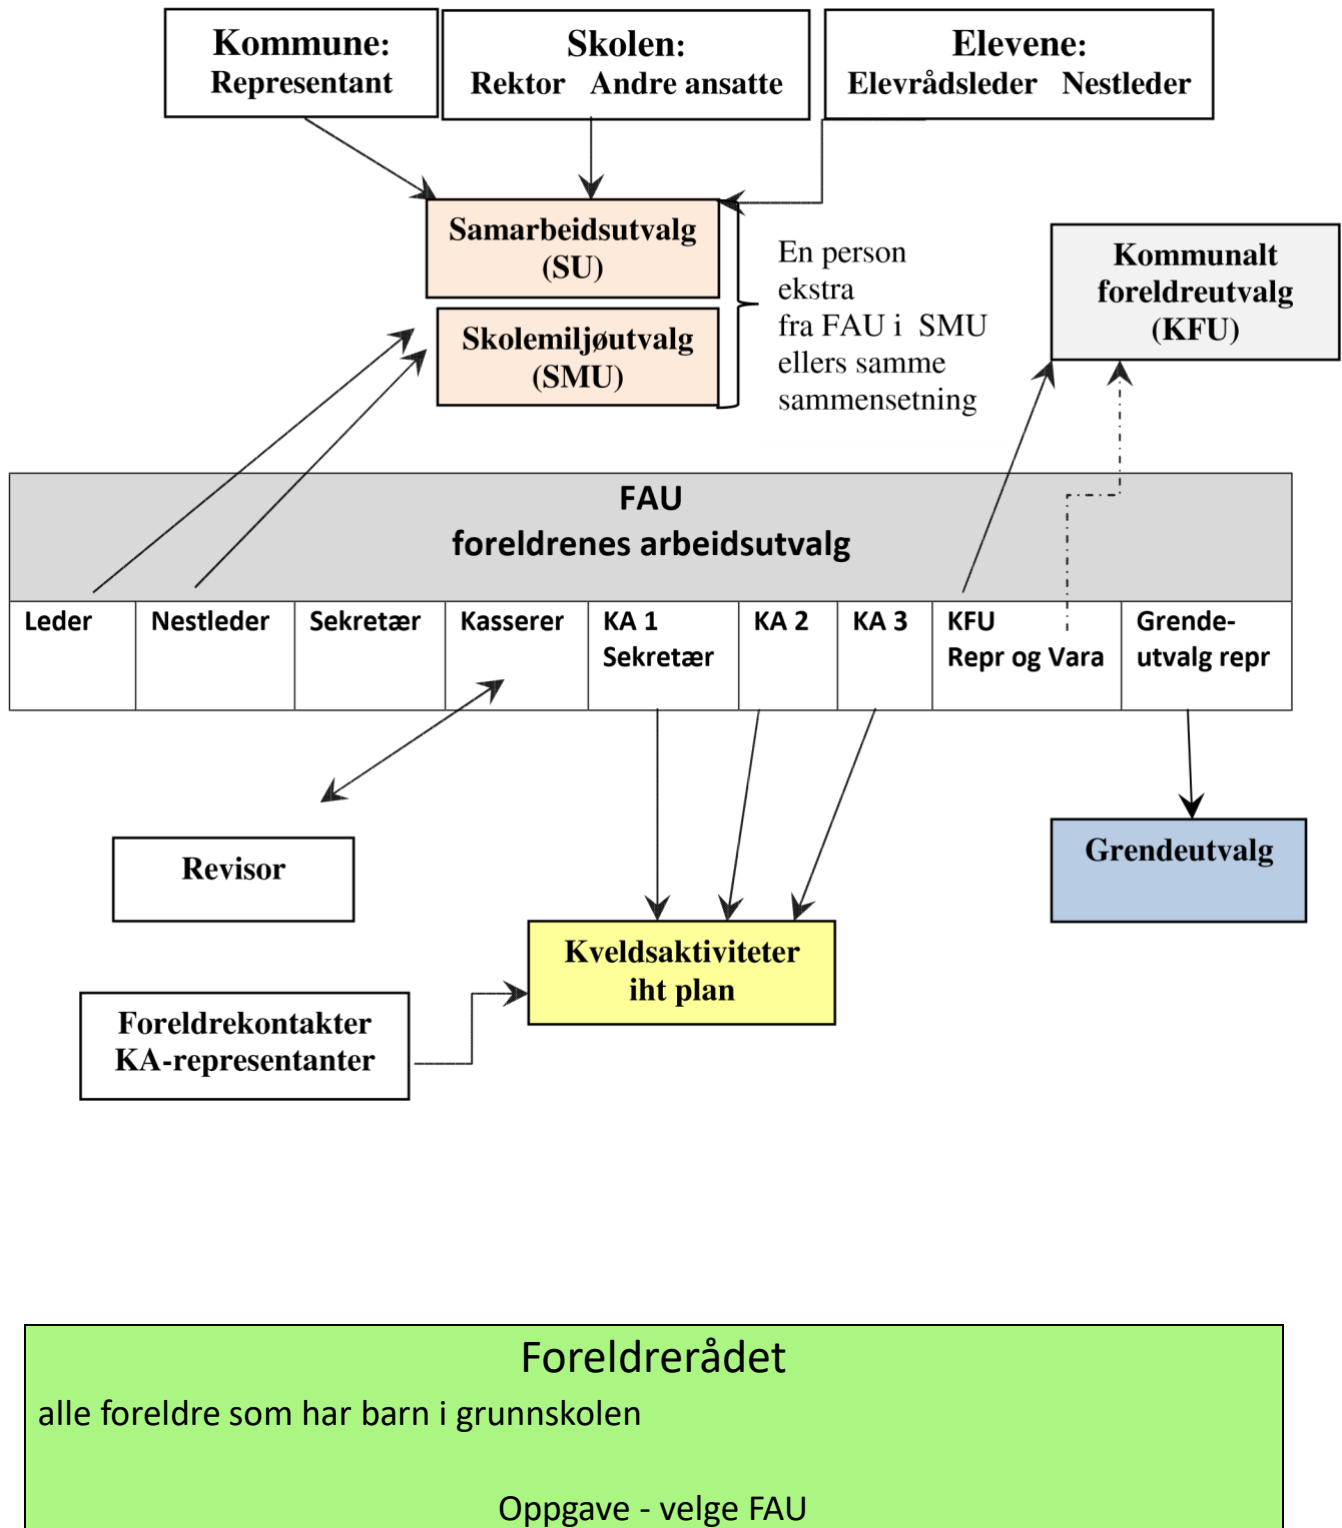 Kommune:
Representant
Skolen:
Rektor   Andre ansatte
Elevene:
Elevrådsleder   Nestleder
Samarbeidsutvalg
(SU)
Skolemiljøutvalg
(SMU)
En person
ekstra
fra FAU i  SMU
ellers samme
sammensetning
Kommunalt
foreldreutvalg
(KFU)
FAU
foreldrenes arbeidsutvalg
Leder
Nestleder
Sekretær
Kasserer
KA 1
Sekretær
KA 2
KA 3
KFU
Repr og Vara
Grende-
utvalg repr
Revisor
Grendeutvalg
Kveldsaktiviteter
iht plan
Foreldrekontakter
KA-representanter
Foreldrerådet
alle foreldre som har barn i grunnskolen
Oppgave - velge FAU